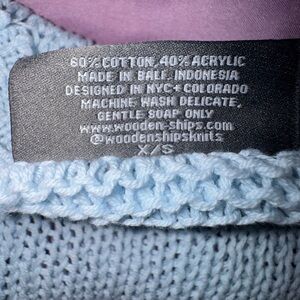 60% COTTON, 40% ACRYLIC
MADE IN BALI, INDONESIA
DESIGNED IN NYC + COLORADO
MACHINE WASH DELICATE,
GENTLE SOAP ONLY
www.wooden-ships.com
@woodenshipsknits
X/S